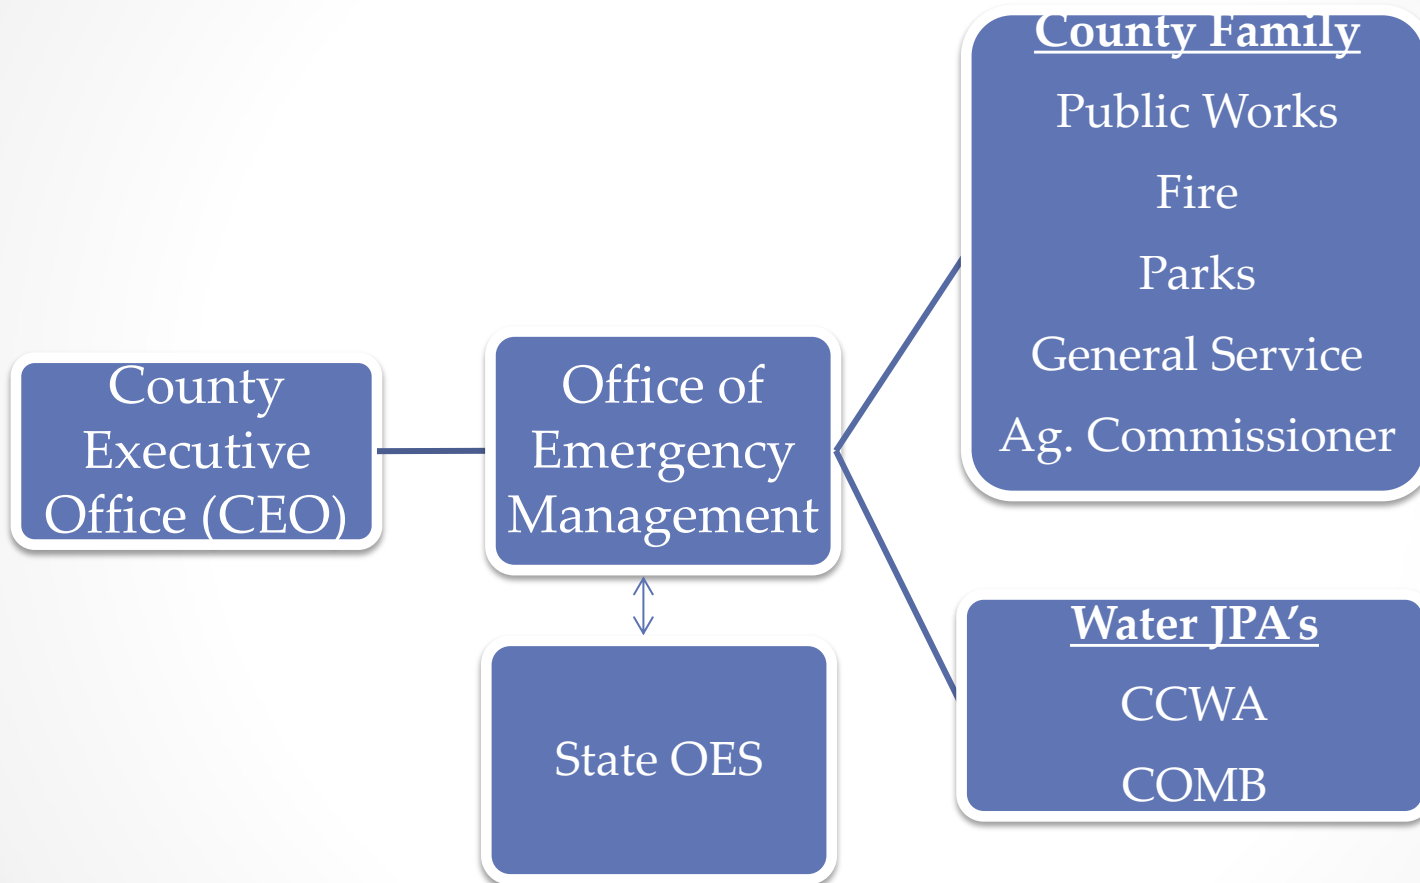 County
Executive
Office (CEO)
Office of
Emergency
Management
State OES
County Family
Public Works
Fire
Parks
General Service
Ag. Commissioner
Water JPA’s
CCWA
COMB